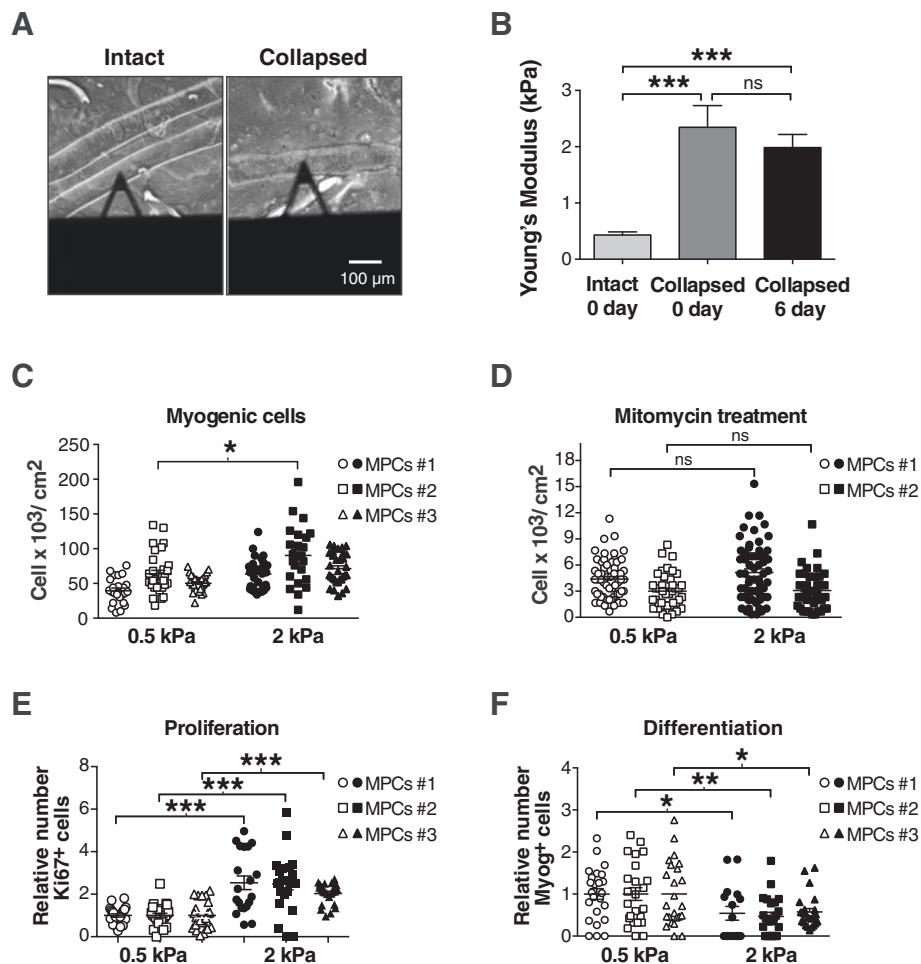 A
Intact
Collapsed
100 µm
B
Young's Modulus (kPa)
3
2
1
0
***
***
ns
Intact
0 day
Collapsed
0 day
Collapsed
6 day
C
Myogenic cells
Cell x 10³/ cm2
250
200
150
100
50
0
*
MPCs #1
MPCs #2
MPCs #3
0.5 kPa
2 kPa
D
Mitomycin treatment
Cell x 10³/ cm2
18
15
12
9
6
3
0
ns
ns
MPCs #1
MPCs #2
0.5 kPa
2 kPa
E
Proliferation
Relative number
Ki67⁺ cells
8
6
4
2
0
***
***
***
MPCs #1
MPCs #2
MPCs #3
0.5 kPa
2 kPa
F
Differentiation
Relative number
Myog⁺ cells
4
3
2
1
0
*
**
*
MPCs #1
MPCs #2
MPCs #3
0.5 kPa
2 kPa